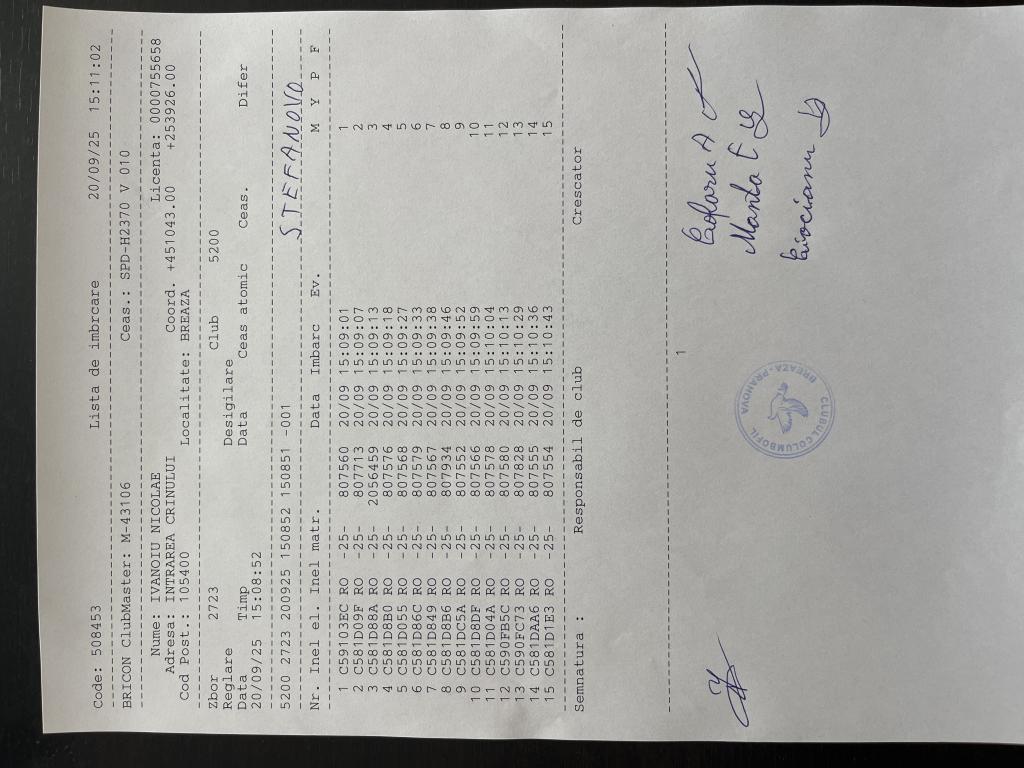 Code: 508453 Lista de imbrcare 20/09/25 15:11:02
BRICON ClubMaster: M-43106 Ceas.: SPD-H2370 V 010
Nume: IVANOIU NICOLAE Licenta: 0000755658
Adresa: INTRAREA CRINULUI Coord. +451043.00 +253926.00
Cod Post.: 105400 Localitate: BREAZA
Zbor 2723 Club 5200
Reglare Desigilare
Data Timp Data Ceas atomic Ceas. Difer
20/09/25 15:08:52
5200 2723 200925 150852 150851 -001 STEFANOVO
Nr. Inel el. Inel matr. Data Imbarc Ev. M Y P F
1 C59103EC RO -25- 807560 20/09 15:09:01 1
2 C581D09F RO -25- 807713 20/09 15:09:07 2
3 C581D88A RO -25- 2056459 20/09 15:09:13 3
4 C581D8B0 RO -25- 807576 20/09 15:09:18 4
5 C581D055 RO -25- 807568 20/09 15:09:27 5
6 C581D86C RO -25- 807579 20/09 15:09:33 6
7 C581D849 RO -25- 807567 20/09 15:09:38 7
8 C581D8B6 RO -25- 807934 20/09 15:09:46 8
9 C581DC5A RO -25- 807552 20/09 15:09:52 9
10 C581D8DF RO -25- 807566 20/09 15:09:59 10
11 C581D04A RO -25- 807578 20/09 15:10:04 11
12 C590FB5C RO -25- 807580 20/09 15:10:13 12
13 C590FC73 RO -25- 807828 20/09 15:10:29 13
14 C581DAA6 RO -25- 807555 20/09 15:10:36 14
15 C581D1E3 RO -25- 807554 20/09 15:10:43 15
Semnatura : Responsabil de club Crescator
1
Manta E
CLUBUL COLUMBOFIL
BREAZA-PRAHOVA